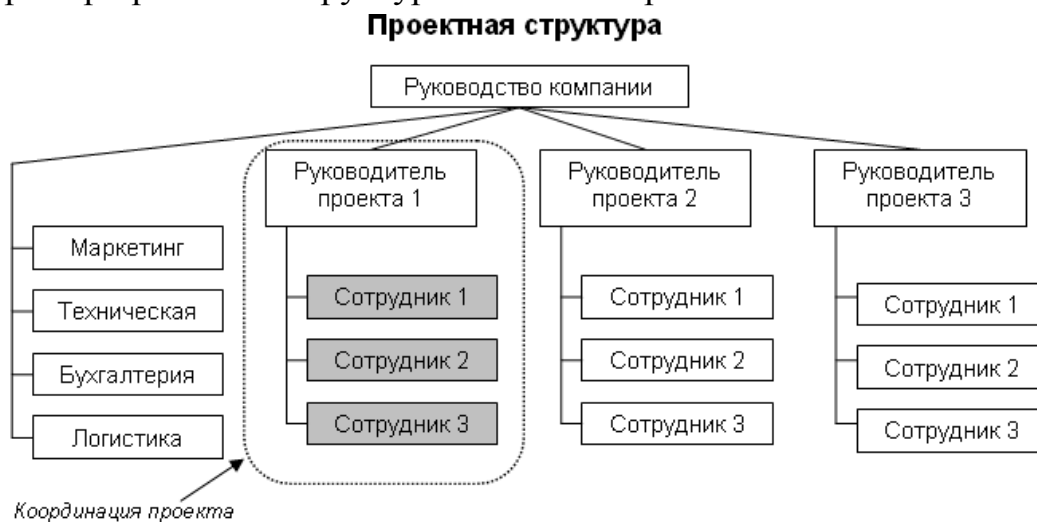 Проектная структура
Руководство компании
Руководитель
проекта 1
Руководитель
проекта 2
Руководитель
проекта 3
Маркетинг
Техническая
Бухгалтерия
Логистика
Сотрудник 1
Сотрудник 2
Сотрудник 3
Сотрудник 1
Сотрудник 2
Сотрудник 3
Сотрудник 1
Сотрудник 2
Сотрудник 3
Координация проекта